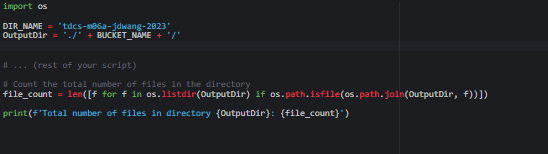 import os
DIR_NAME = 'tdcs-m06a-jdwang-2023'
OutputDir = './' + BUCKET_NAME + '/'
# ... (rest of your script)
# Count the total number of files in the directory
file_count = len([f for f in os.listdir(OutputDir) if os.path.isfile(os.path.join(OutputDir, f))])
print(f'Total number of files in directory {OutputDir}: {file_count}')